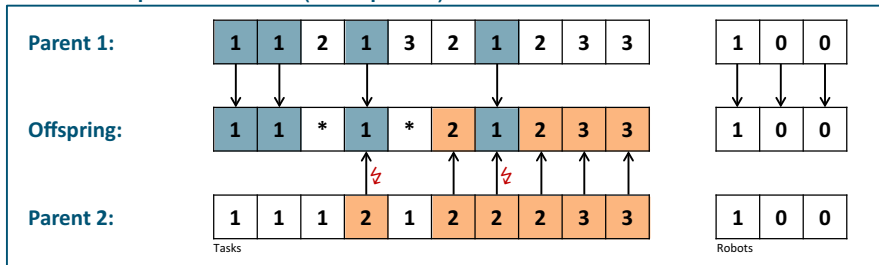 Parent 1: 1 1 2 1 3 2 1 2 3 3 1 0 0
Offspring: 1 1 * 1 * 2 1 2 3 3 1 0 0
Parent 2: 1 1 1 2 1 2 2 2 3 3 1 0 0
Tasks Robots